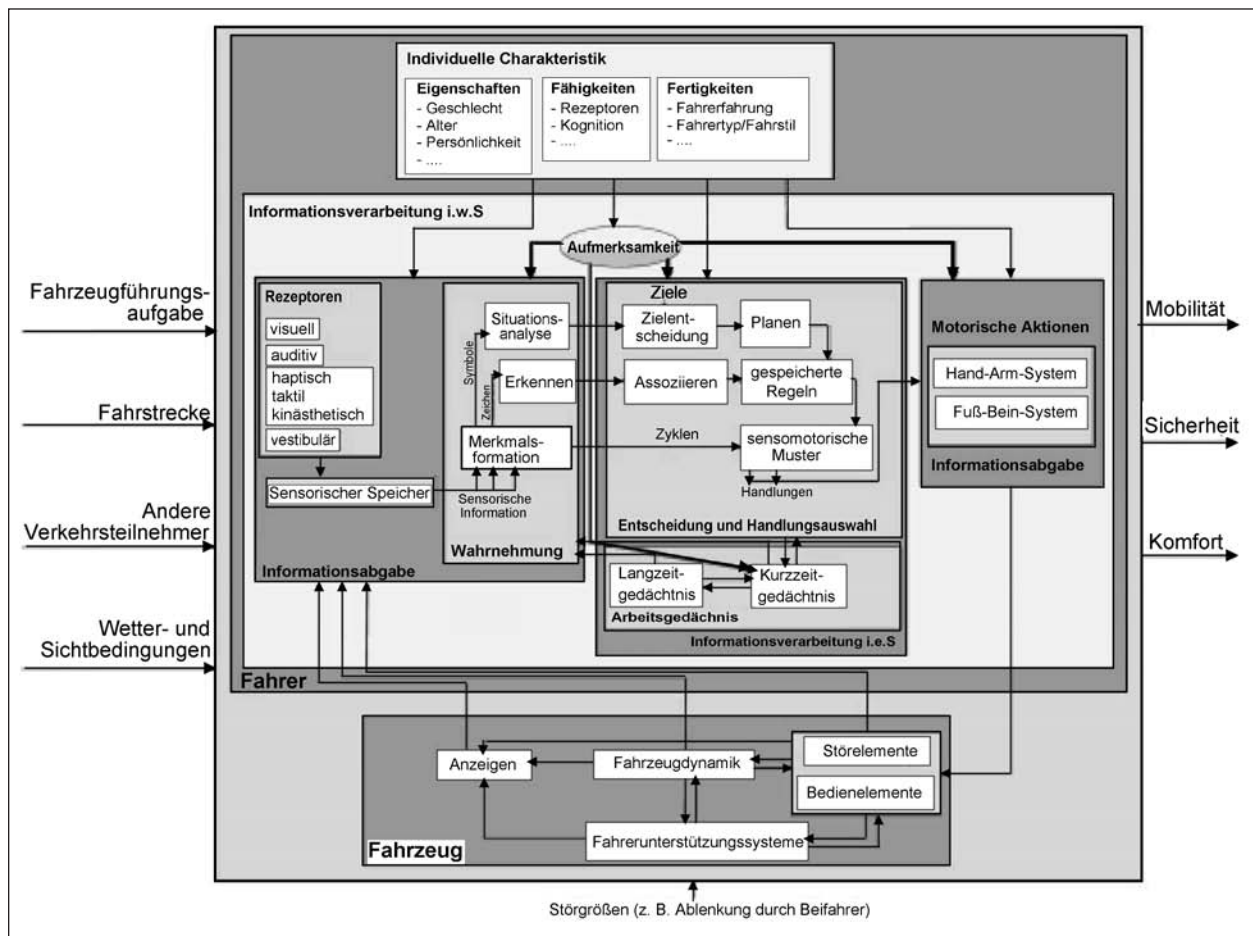 Individuelle Charakteristik
Eigenschaften
- Geschlecht
- Alter
- Persönlichkeit
- ....
Fähigkeiten
- Rezeptoren
- Kognition
- ....
Fertigkeiten
- Fahrerfahrung
- Fahrertyp/Fahrstil
- ....
Informationsverarbeitung i.w.S
Aufmerksamkeit
Fahrzeugführungs-
aufgabe
Fahrstrecke
Andere
Verkehrsteilnehmer
Wetter- und
Sichtbedingungen
Rezeptoren
visuell
auditiv
haptisch
taktil
kinästhetisch
vestibulär
Sensorischer Speicher
Informationsabgabe
Situations-
analyse
Symbole
Zeichen
Erkennen
Merkmals-
formation
Sensorische
Information
Wahrnehmung
Ziele
Zielent-
scheidung
Planen
Assoziieren
gespeicherte
Regeln
Zyklen
sensomotorische
Muster
Handlungen
Entscheidung und Handlungsauswahl
Langzeit-
gedächtnis
Kurzzeit-
gedächtnis
Arbeitsgedächnis
Informationsverarbeitung i.e.S
Motorische Aktionen
Hand-Arm-System
Fuß-Bein-System
Informationsabgabe
Mobilität
Sicherheit
Komfort
Fahrer
Anzeigen
Fahrzeugdynamik
Störelemente
Bedienelemente
Fahrerunterstützungssysteme
Fahrzeug
Störgrößen (z. B. Ablenkung durch Beifahrer)